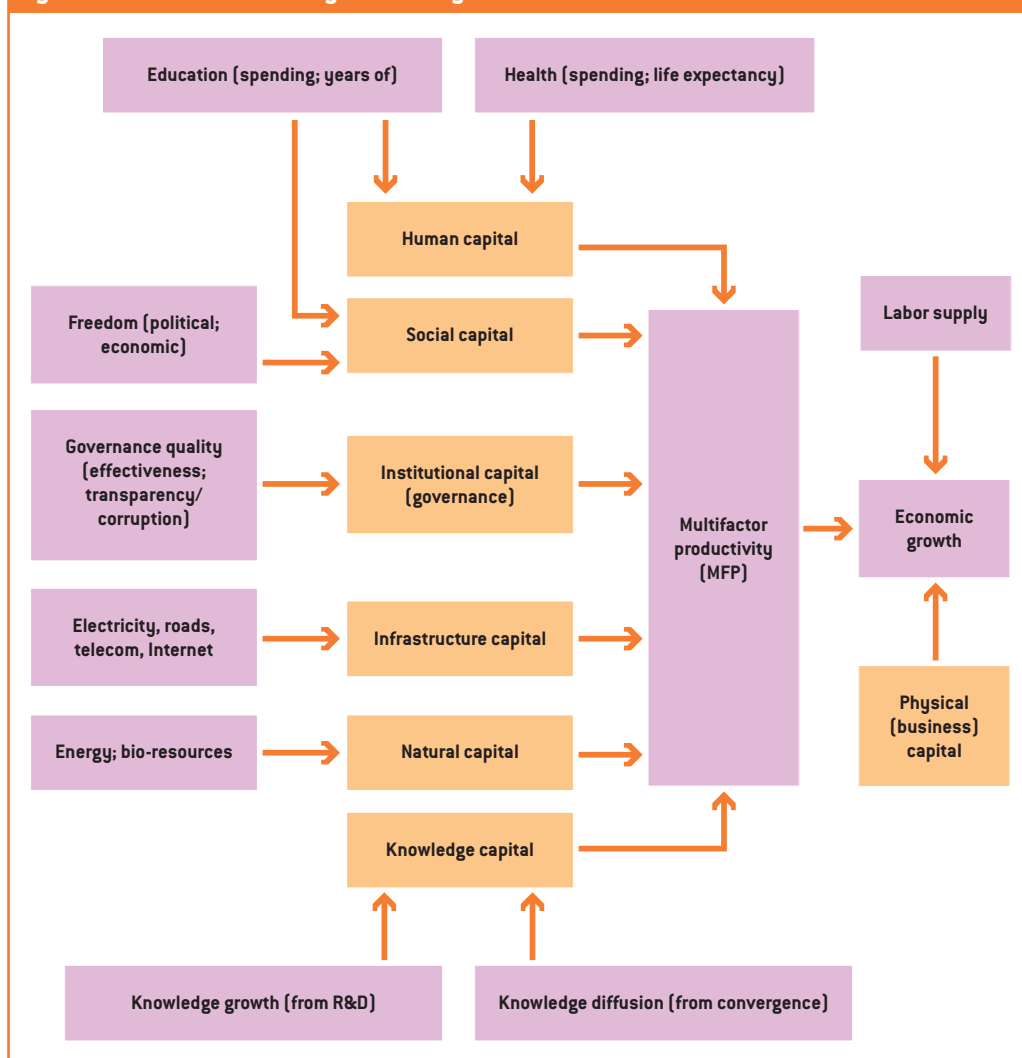 Education (spending; years of)
Health (spending; life expectancy)
Human capital
Freedom (political;
economic)
Social capital
Labor supply
Governance quality
(effectiveness;
transparency/
corruption)
Institutional capital
(governance)
Multifactor
productivity
(MFP)
Economic
growth
Electricity, roads,
telecom, Internet
Infrastructure capital
Physical
(business)
capital
Energy; bio-resources
Natural capital
Knowledge capital
Knowledge growth (from R&D)
Knowledge diffusion (from convergence)